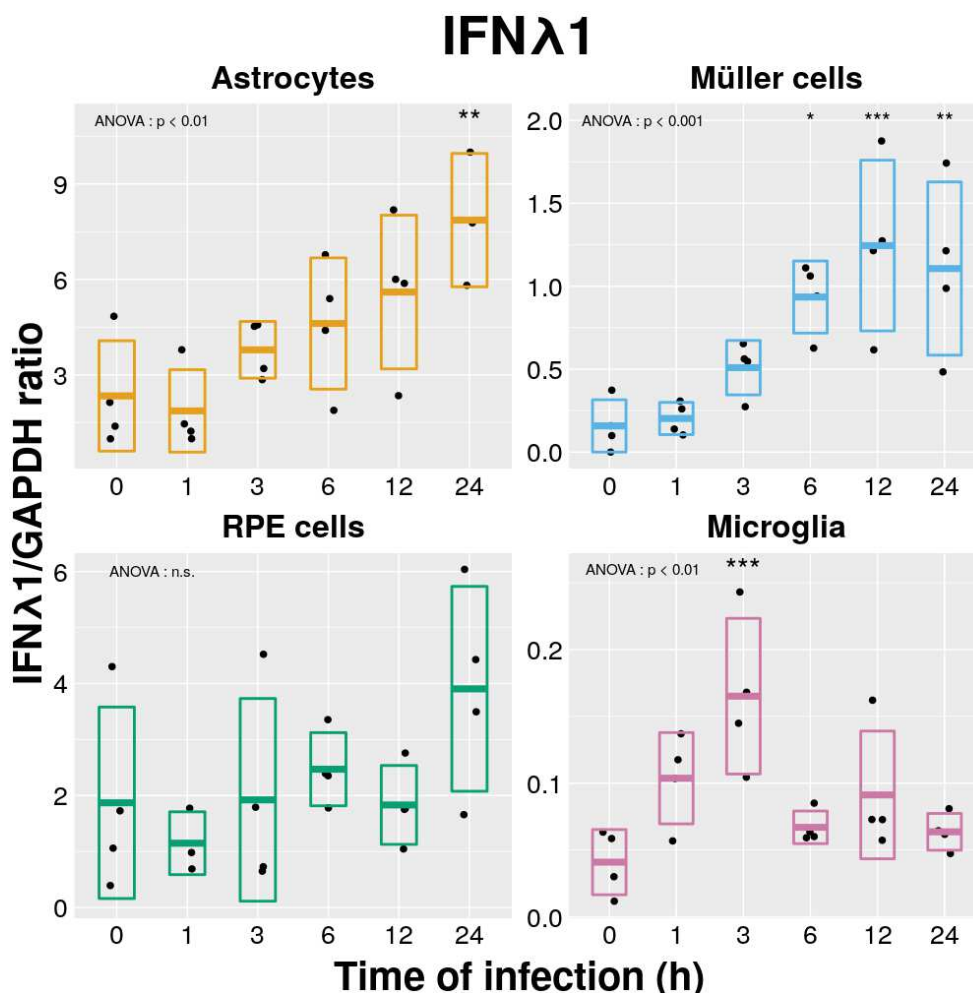 IFNλ1
Astrocytes
Müller cells
ANOVA : p < 0.01
**
ANOVA : p < 0.001
*
***
**
9
6
3
2.0
1.5
1.0
0.5
0.0
0 1 3 6 12 24
0 1 3 6 12 24
IFNλ1/GAPDH ratio
RPE cells
Microglia
ANOVA : n.s.
ANOVA : p < 0.01
***
6
4
2
0
0.2
0.1
0.0
0 1 3 6 12 24
0 1 3 6 12 24
Time of infection (h)